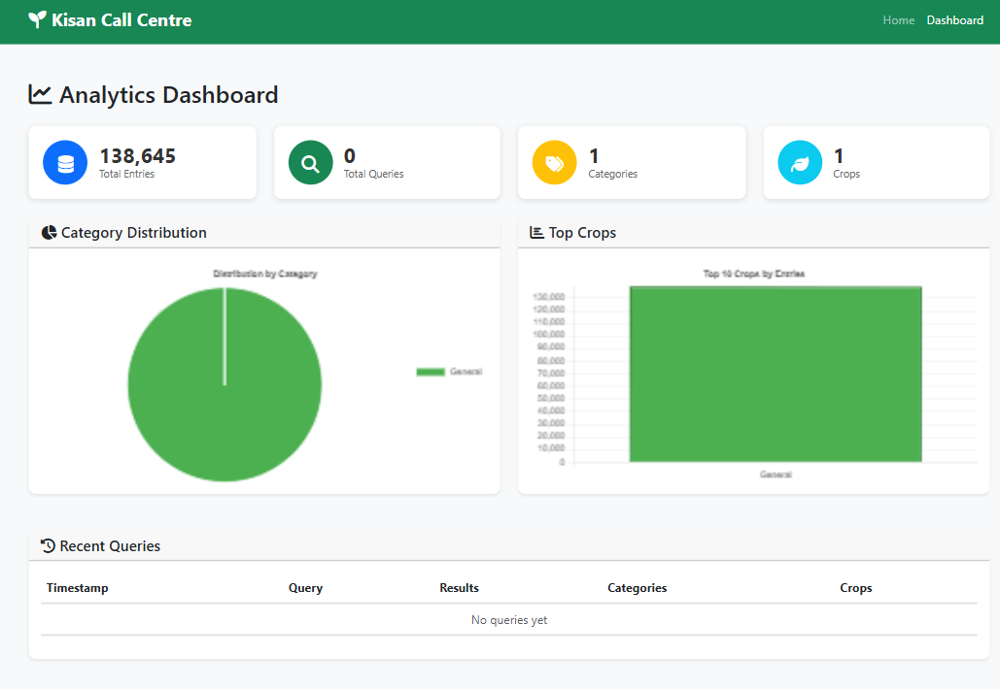 Kisan Call Centre
Home Dashboard
Analytics Dashboard
138,645
Total Entries
0
Total Queries
1
Categories
1
Crops
Category Distribution
Distribution by Category
General
Top Crops
Top 10 Crops by Entries
130,000
120,000
110,000
100,000
90,000
80,000
70,000
60,000
50,000
40,000
30,000
20,000
10,000
0
General
Recent Queries
Timestamp Query Results Categories Crops
No queries yet